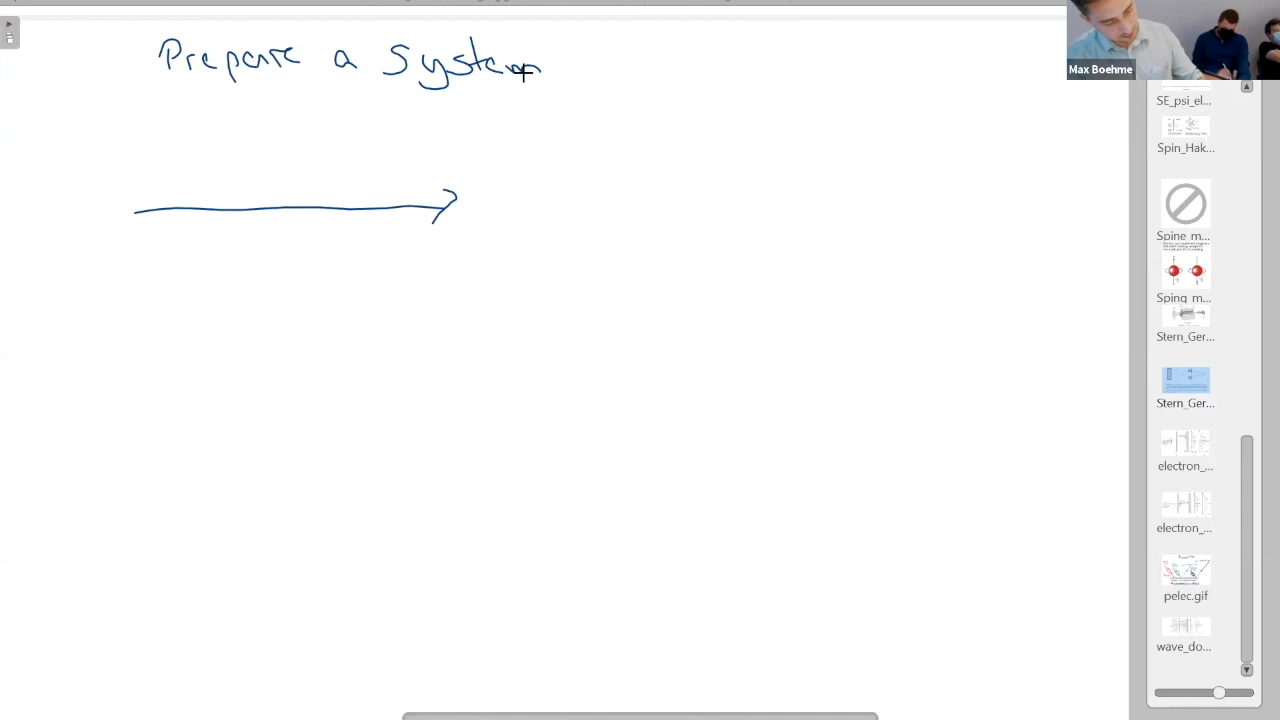 Prepare a System
Max Boehme
SE_psi_el...
Spin_Hak...
Spine_m...
Sping_m...
Stern_Ger...
Stern_Ger...
electron_...
electron_...
pelec.gif
wave_do...